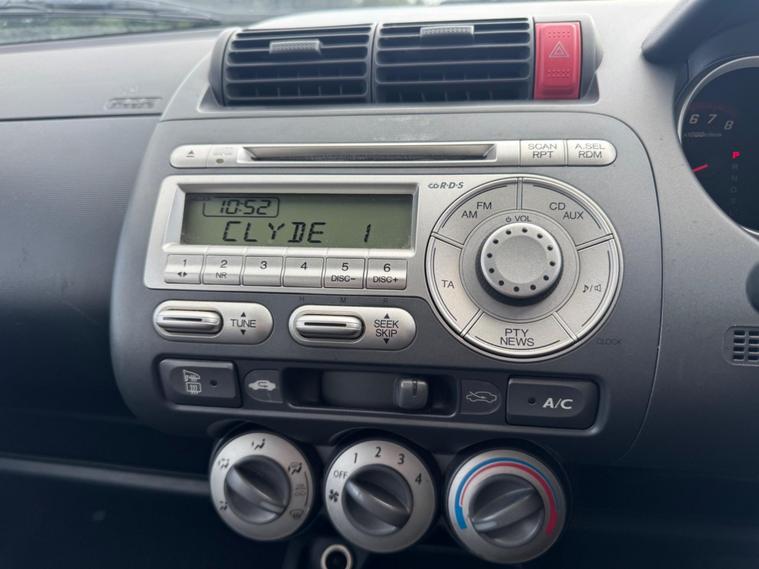 SCAN
RPT
A.SEL
RDM
10:52
CLYDE 1
R·D·S
1
2
NR
3
4
5
DISC-
6
DISC+
FM
AM
VOL
CD
AUX
TA
PTY
NEWS
TUNE
H
M
R
SEEK
SKIP
CLOCK
A/C
OFF
1
2
3
4
6 7 8
P
R
N
D